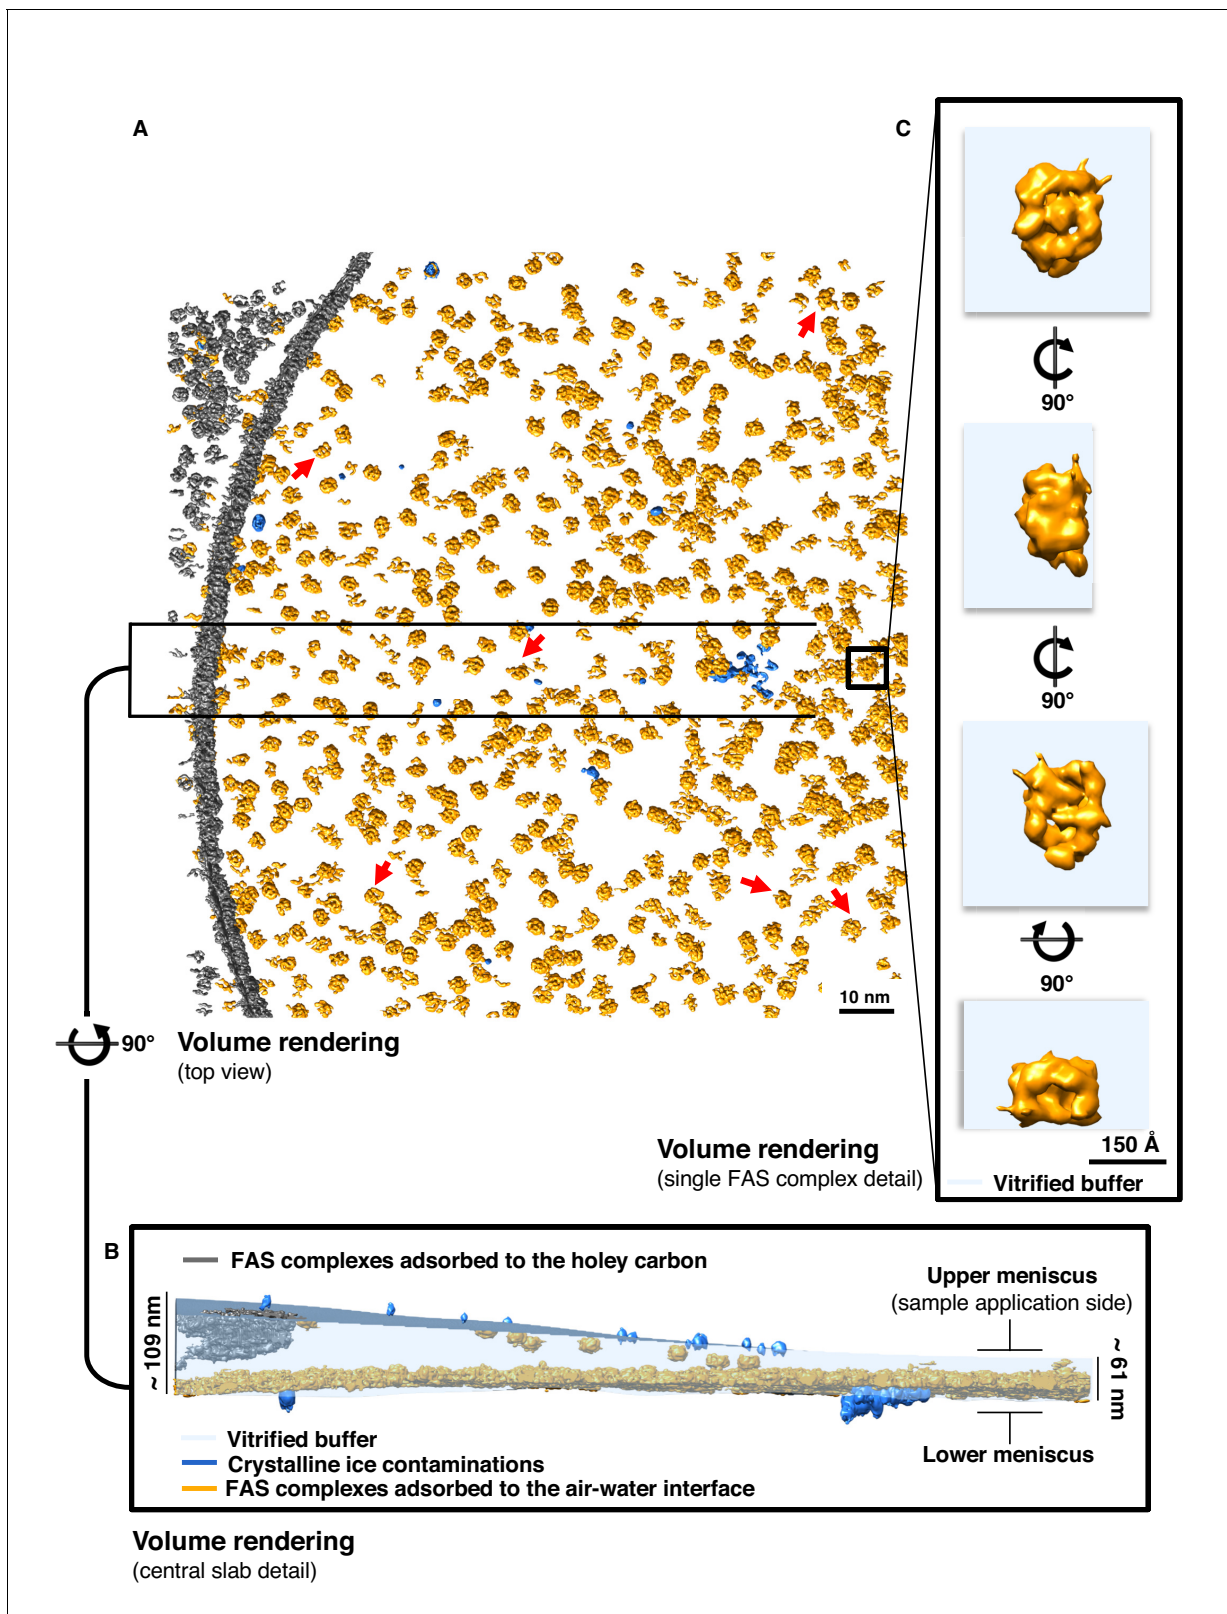 A
C
90°
90°
90°
10 nm
90°
Volume rendering
(top view)
Volume rendering
(single FAS complex detail)
150 Å
Vitrified buffer
B
FAS complexes adsorbed to the holey carbon
Upper meniscus
(sample application side)
~ 109 nm
~ 61 nm
Vitrified buffer
Crystalline ice contaminations
FAS complexes adsorbed to the air-water interface
Lower meniscus
Volume rendering
(central slab detail)